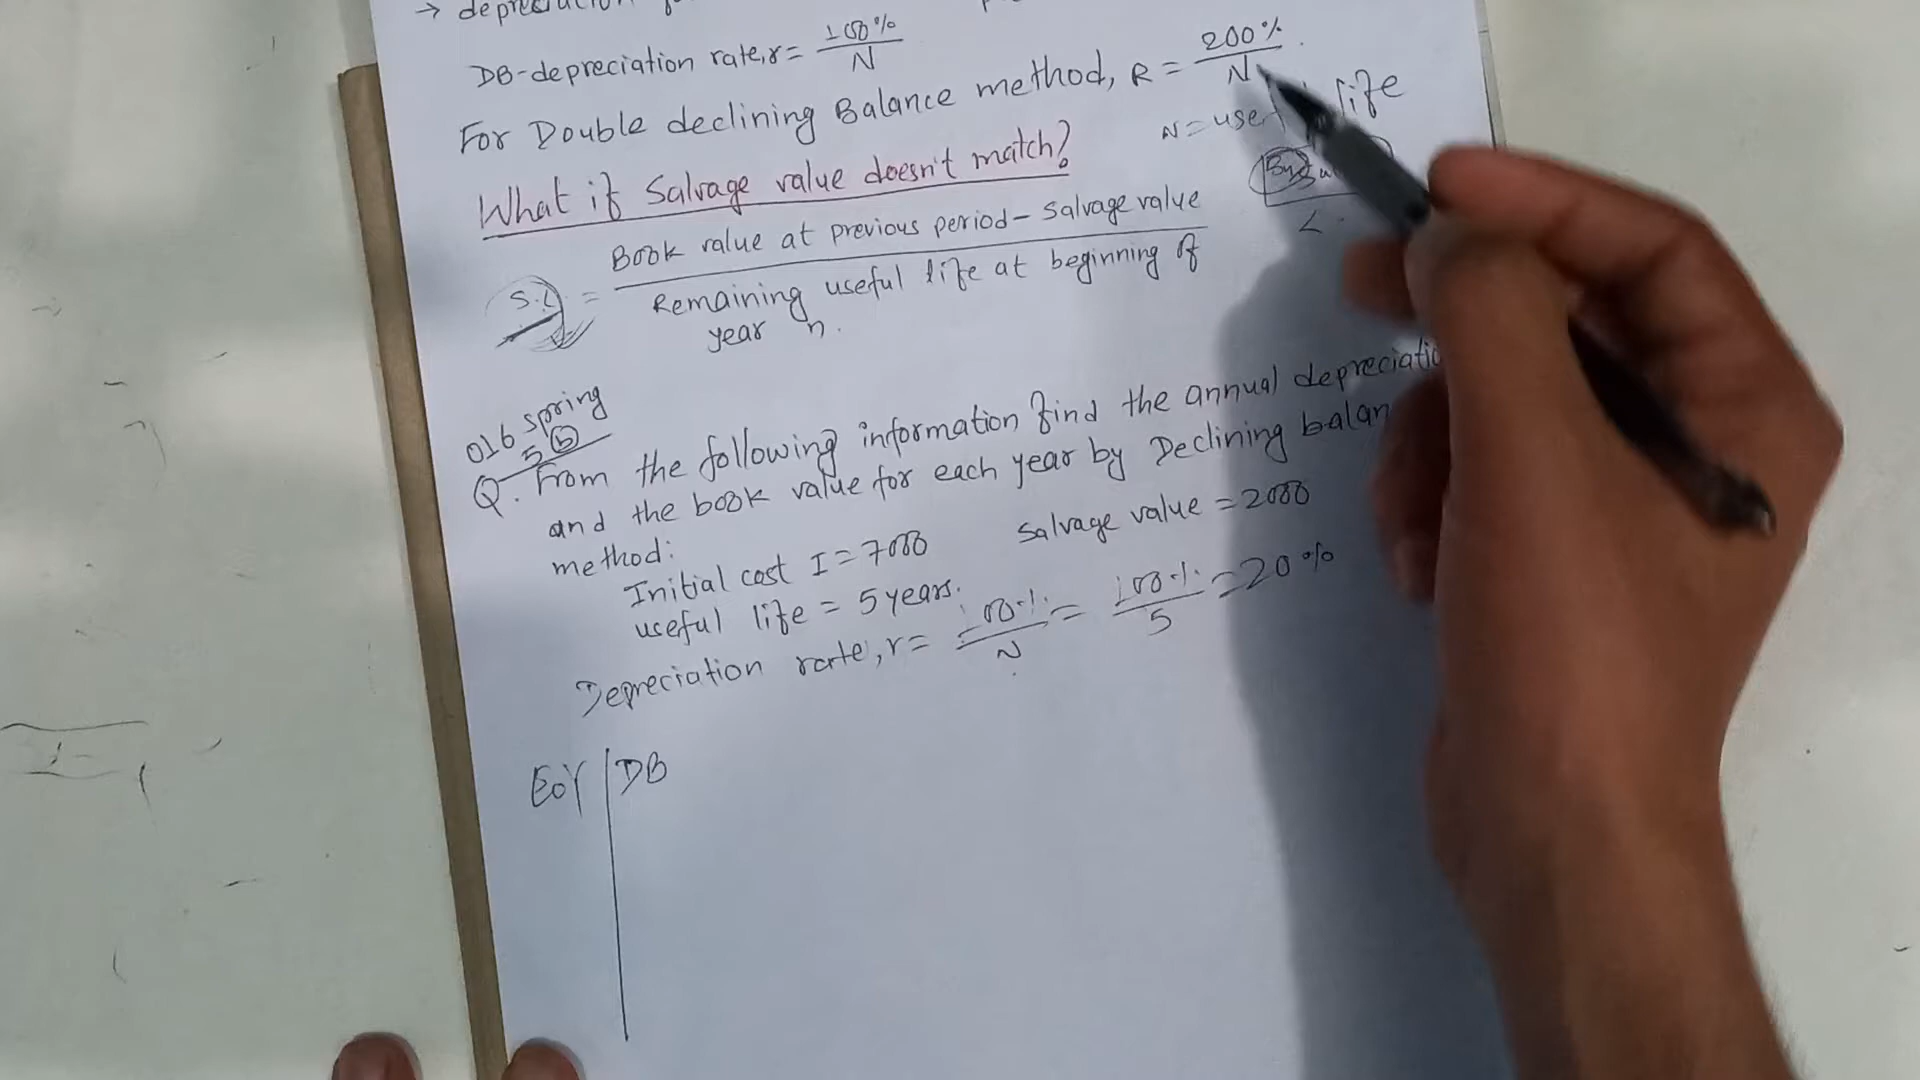 → depreciation
DB-depreciation rate, r = 100% / N
For Double declining Balance method, R = 200% / N
N = useful life
What if Salvage value doesn't match?
S.L = Book value at previous period - Salvage value / Remaining useful life at beginning of year n.
016 spring
5 (b)
Q. From the following information find the annual depreciatio
and the book value for each year by Declining balan
method:
Initial cost I = 7000 Salvage value = 2000
useful life = 5 years.
Depreciation rate, r = 100% / N = 100% / 5 = 20%
EOY DB